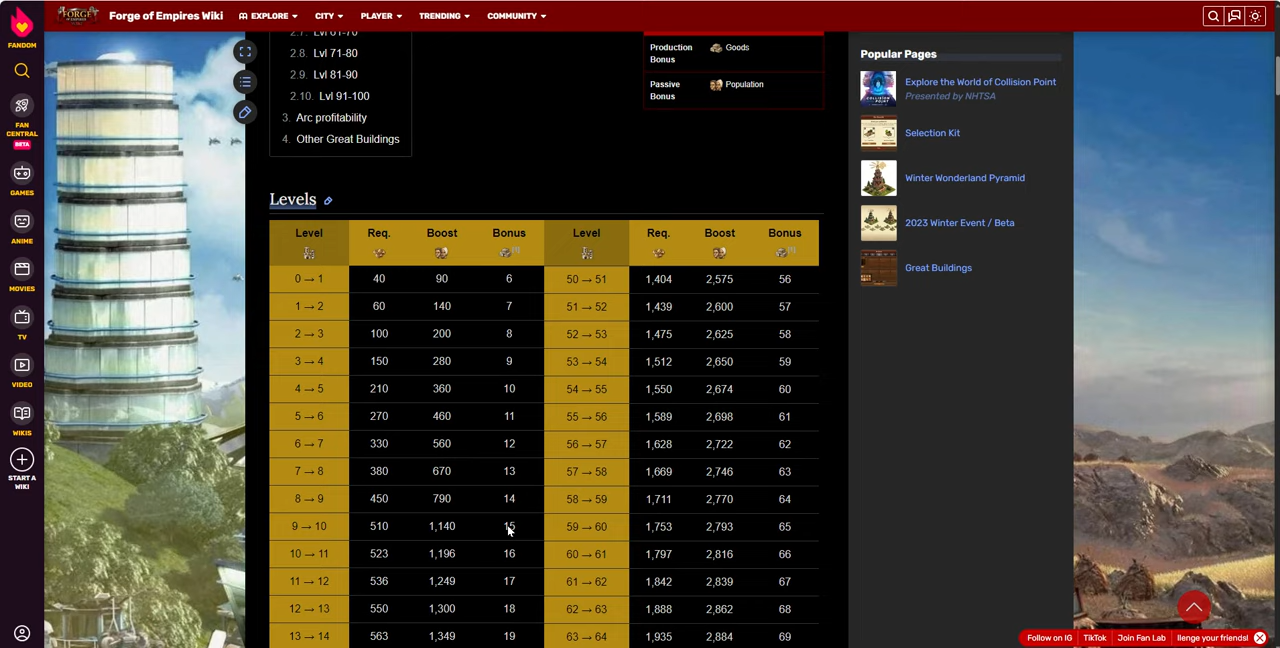 FORGE
OF EMPIRES
Forge of Empires Wiki
EXPLORE
CITY
PLAYER
TRENDING
COMMUNITY
FANDOM
FAN
CENTRAL
BETA
GAMES
ANIME
MOVIES
TV
VIDEO
WIKIS
START A
WIKI
2.7. Lvl 61-70
2.8. Lvl 71-80
2.9. Lvl 81-90
2.10. Lvl 91-100
3. Arc profitability
4. Other Great Buildings
Production Goods
Bonus
Passive Population
Bonus
Levels
Level Req. Boost Bonus Level Req. Boost Bonus
[1] [1]
0 → 1 40 90 6 50 → 51 1,404 2,575 56
1 → 2 60 140 7 51 → 52 1,439 2,600 57
2 → 3 100 200 8 52 → 53 1,475 2,625 58
3 → 4 150 280 9 53 → 54 1,512 2,650 59
4 → 5 210 360 10 54 → 55 1,550 2,674 60
5 → 6 270 460 11 55 → 56 1,589 2,698 61
6 → 7 330 560 12 56 → 57 1,628 2,722 62
7 → 8 380 670 13 57 → 58 1,669 2,746 63
8 → 9 450 790 14 58 → 59 1,711 2,770 64
9 → 10 510 1,140 15 59 → 60 1,753 2,793 65
10 → 11 523 1,196 16 60 → 61 1,797 2,816 66
11 → 12 536 1,249 17 61 → 62 1,842 2,839 67
12 → 13 550 1,300 18 62 → 63 1,888 2,862 68
13 → 14 563 1,349 19 63 → 64 1,935 2,884 69
Popular Pages
Explore the World of Collision Point
Presented by NHTSA
Selection Kit
Winter Wonderland Pyramid
2023 Winter Event / Beta
Great Buildings
Follow on IG TikTok Join Fan Lab llenge your friends!